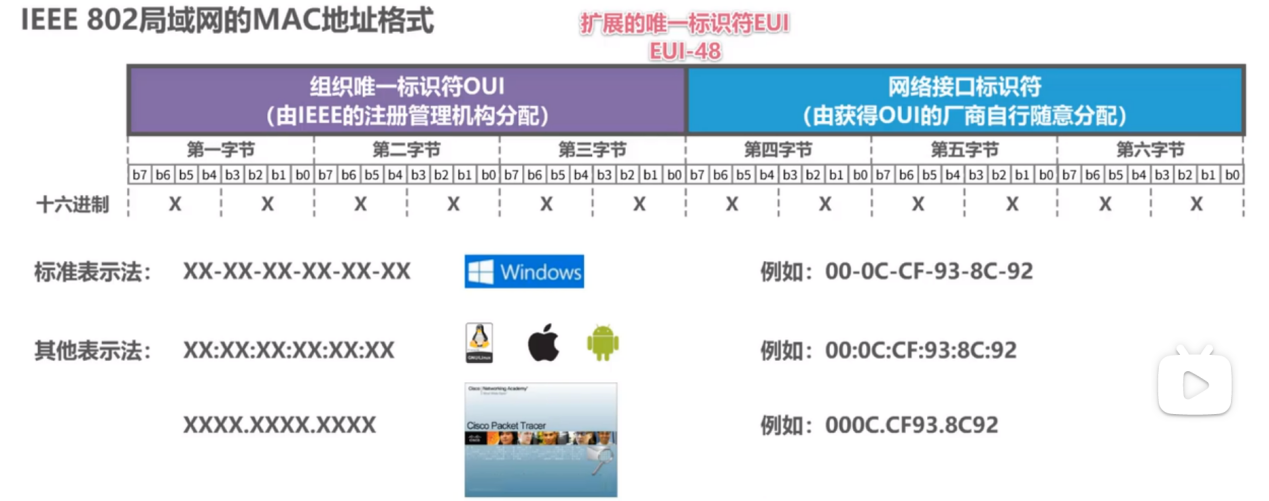 IEEE 802局域网的MAC地址格式
扩展的唯一标识符EUI
EUI-48
组织唯一标识符OUI
（由IEEE的注册管理机构分配）
网络接口标识符
（由获得OUI的厂商自行随意分配）
第一字节 第二字节 第三字节 第四字节 第五字节 第六字节
b7 b6 b5 b4 b3 b2 b1 b0 b7 b6 b5 b4 b3 b2 b1 b0 b7 b6 b5 b4 b3 b2 b1 b0 b7 b6 b5 b4 b3 b2 b1 b0 b7 b6 b5 b4 b3 b2 b1 b0 b7 b6 b5 b4 b3 b2 b1 b0
十六进制 X X X X X X X X X X X X
标准表示法： XX-XX-XX-XX-XX-XX Windows 例如：00-0C-CF-93-8C-92
其他表示法： XX:XX:XX:XX:XX:XX 例如：00:0C:CF:93:8C:92
Cisco Networking Academy
Cisco Packet Tracer
XXXX.XXXX.XXXX 例如：000C.CF93.8C92